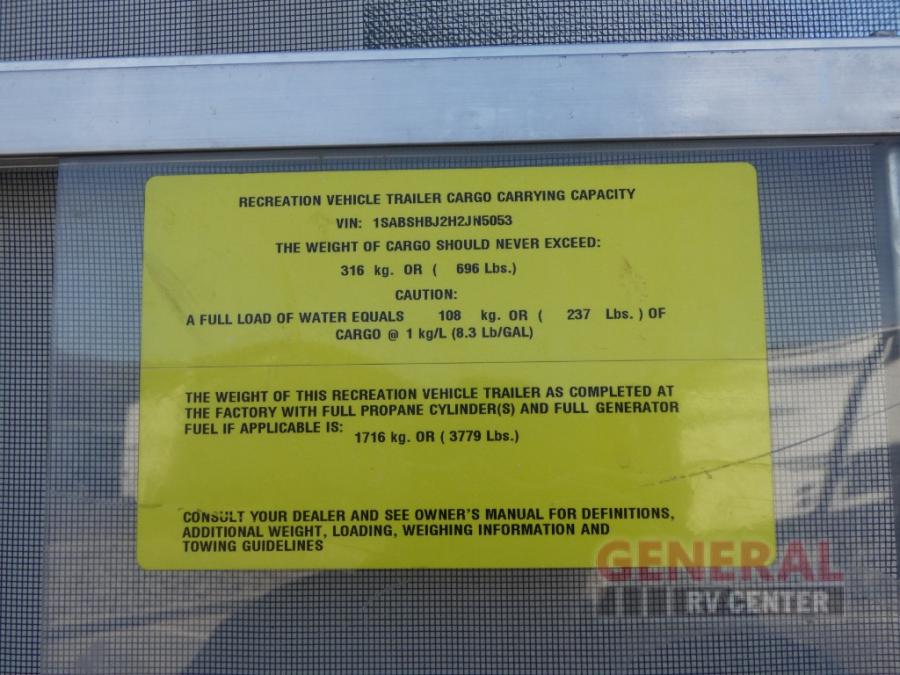 RECREATION VEHICLE TRAILER CARGO CARRYING CAPACITY
VIN: 1SABSHBJ2H2JN5053
THE WEIGHT OF CARGO SHOULD NEVER EXCEED:
316 kg. OR ( 696 Lbs.)
CAUTION:
A FULL LOAD OF WATER EQUALS 108 kg. OR ( 237 Lbs. ) OF
CARGO @ 1 kg/L (8.3 Lb/GAL)
THE WEIGHT OF THIS RECREATION VEHICLE TRAILER AS COMPLETED AT
THE FACTORY WITH FULL PROPANE CYLINDER(S) AND FULL GENERATOR
FUEL IF APPLICABLE IS:
1716 kg. OR ( 3779 Lbs.)
CONSULT YOUR DEALER AND SEE OWNER'S MANUAL FOR DEFINITIONS,
ADDITIONAL WEIGHT, LOADING, WEIGHING INFORMATION AND
TOWING GUIDELINES
GENERAL
RV CENTER